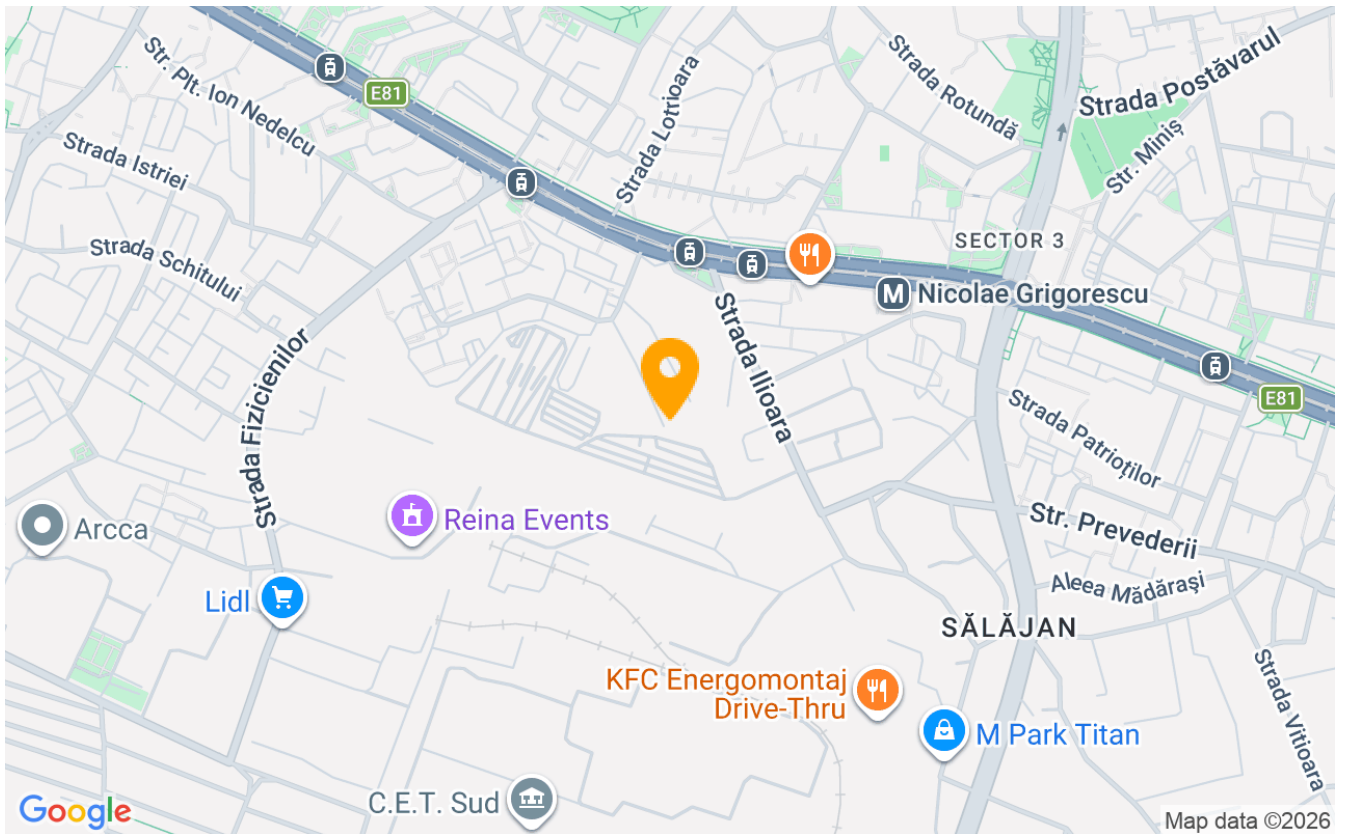 Strada Postăvarul
Strada Rotundă
Str. Plt. Ion Nedelcu
E81
Strada Lotrioara
Str. Miniș
Strada Istriei
SECTOR 3
Strada Schitului
Nicolae Grigorescu
M
Strada Ilioara
Strada Fizicienilor
E81
Strada Patrioților
Reina Events
Str. Prevederii
Arcca
Aleea Mădărași
Lidl
SĂLĂJAN
KFC Energomontaj
Drive-Thru
Strada Vitioara
M Park Titan
C.E.T. Sud
Google
Map data ©2026